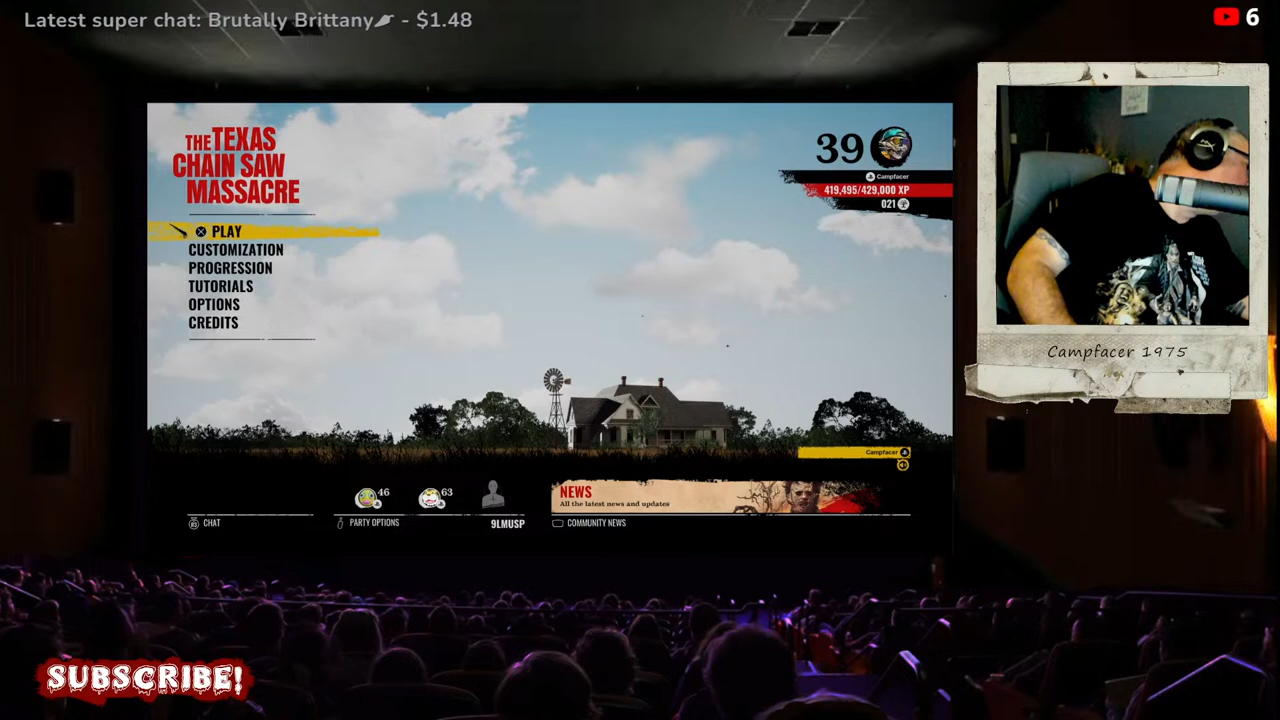 Latest super chat: Brutally Brittany - $1.48
6
THE TEXAS
CHAIN SAW
MASSACRE
PLAY
CUSTOMIZATION
PROGRESSION
TUTORIALS
OPTIONS
CREDITS
39
Campfacer
419,495/429,000 XP
021
Campfacer 1975
Campfacer
46
63
NEWS
All the latest news and updates
R3 CHAT
PARTY OPTIONS
9LMUSP
COMMUNITY NEWS
SUBSCRIBE!